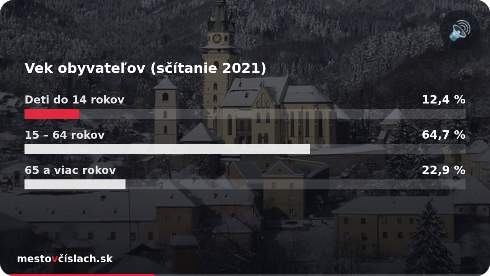 Vek obyvateľov (sčítanie 2021)
Deti do 14 rokov 12,4 %
15 – 64 rokov 64,7 %
65 a viac rokov 22,9 %
mestovčíslach.sk